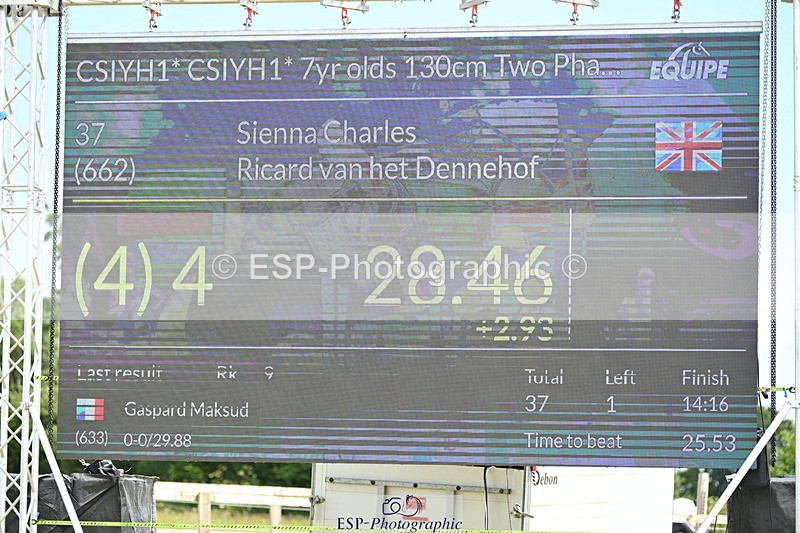 CSIYH1* CSIYH1* 7yr olds 130cm Two Pha...
EQUIPE
37 Sienna Charles
(662) Ricard van het Dennehof
(4) 4 28.46
+2.93
© ESP-Photographic ©
Last result Rk 9 Total Left Finish
Gaspard Maksud 37 1 14:16
(633) 0-0/29.88 Time to beat 25.53
ESP-Photographic